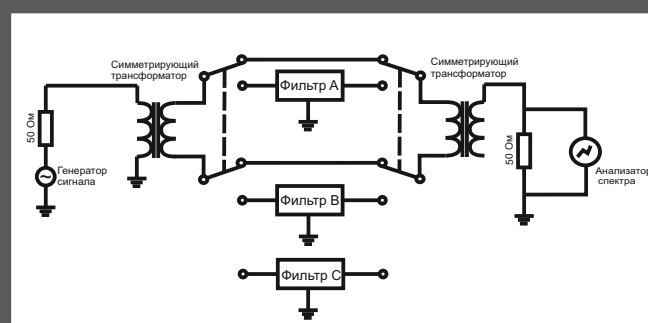 Симметрирующий
трансформатор
50 Ом
Генератор
сигнала
Фильтр A
Фильтр B
Фильтр C
Симметрирующий
трансформатор
50 Ом
Анализатор
спектра